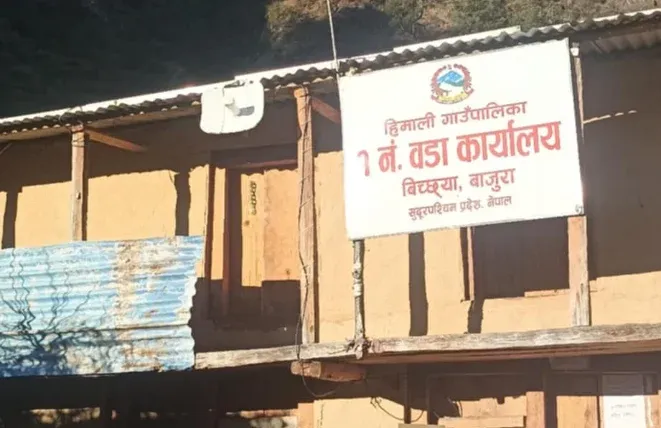 हिमाली गाउँपालिका
१ नं. वडा कार्यालय
बिच्छ्या, बाजुरा
सुदूरपश्चिम प्रदेश, नेपाल